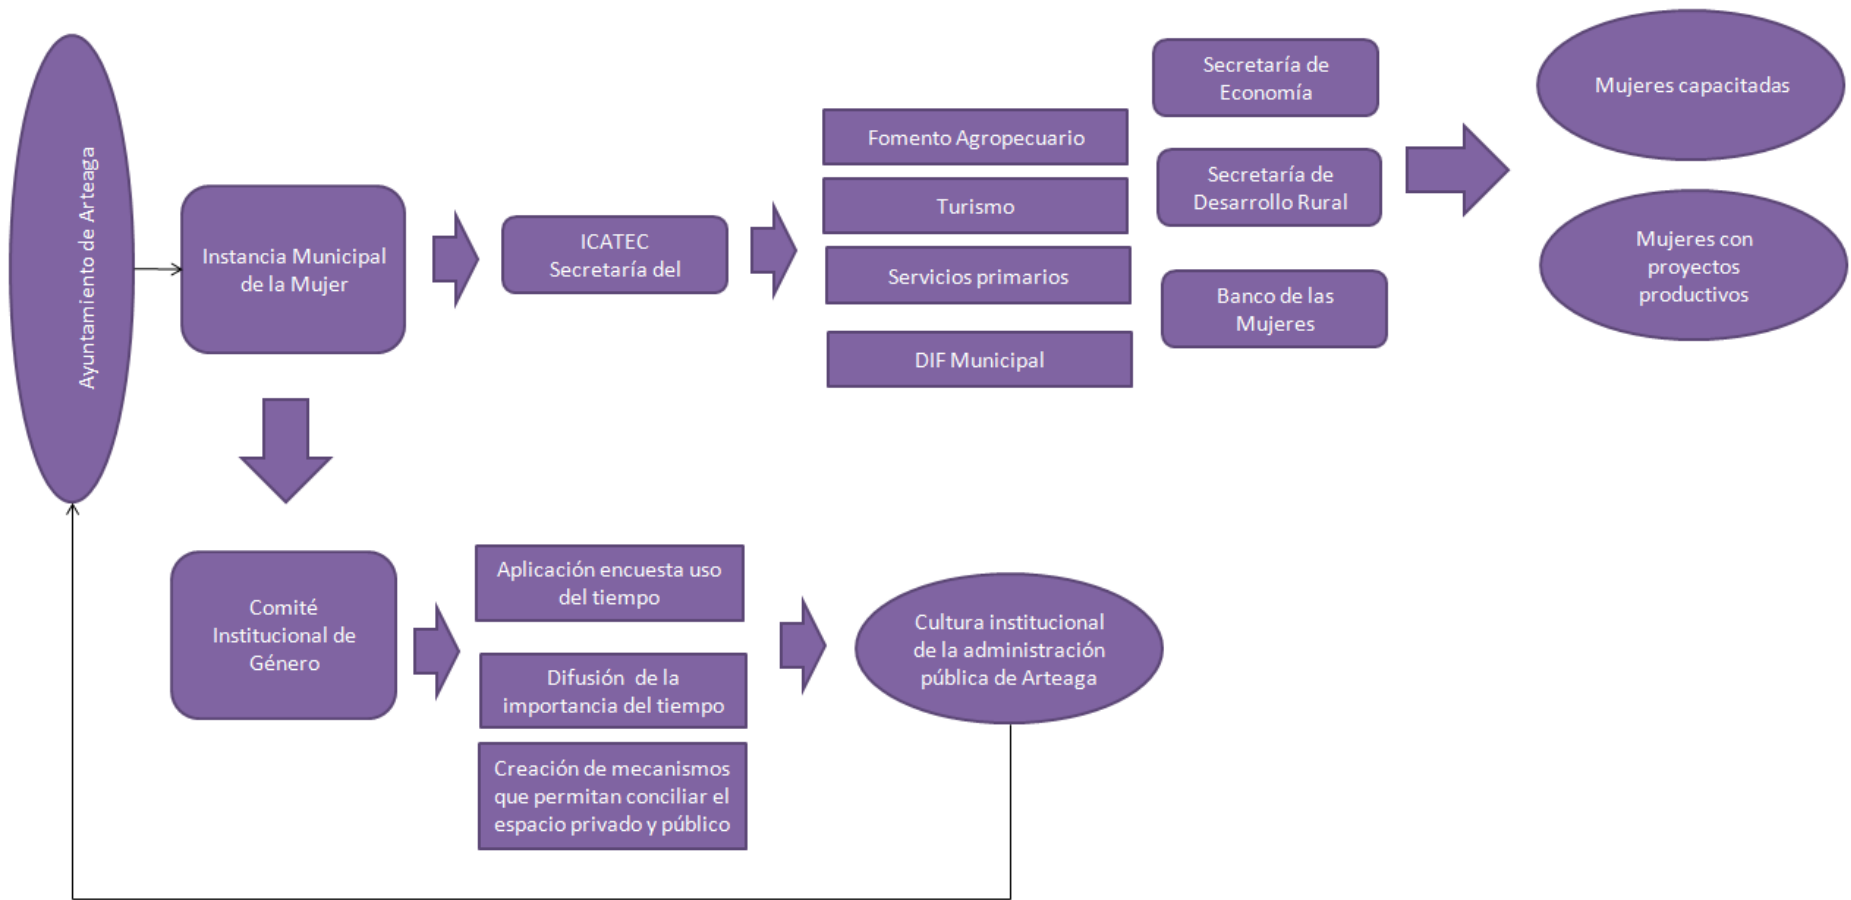 Ayuntamiento de Arteaga
Instancia Municipal
de la Mujer
ICATEC
Secretaría del
Fomento Agropecuario
Turismo
Servicios primarios
DIF Municipal
Secretaría de
Economía
Secretaría de
Desarrollo Rural
Banco de las
Mujeres
Mujeres capacitadas
Mujeres con
proyectos
productivos
Comité
Institucional de
Género
Aplicación encuesta uso
del tiempo
Difusión  de la
importancia del tiempo
Creación de mecanismos
que permitan conciliar el
espacio privado y público
Cultura institucional
de la administración
pública de Arteaga